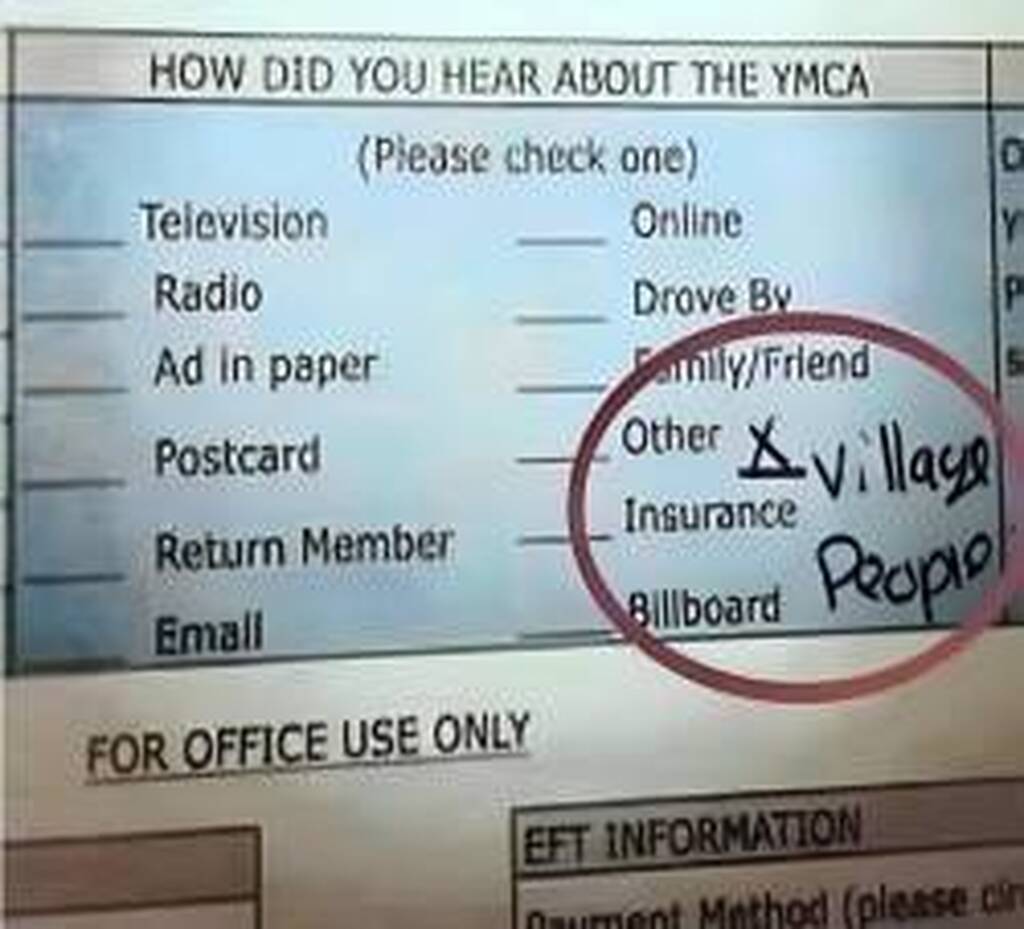 HOW DID YOU HEAR ABOUT THE YMCA
(Please check one)
Television
Online
Radio
Drove By
Ad in paper
Family/Friend
Postcard
Other X Village
People
Insurance
Return Member
Billboard
Email
FOR OFFICE USE ONLY
EFT INFORMATION
Payment Method (please